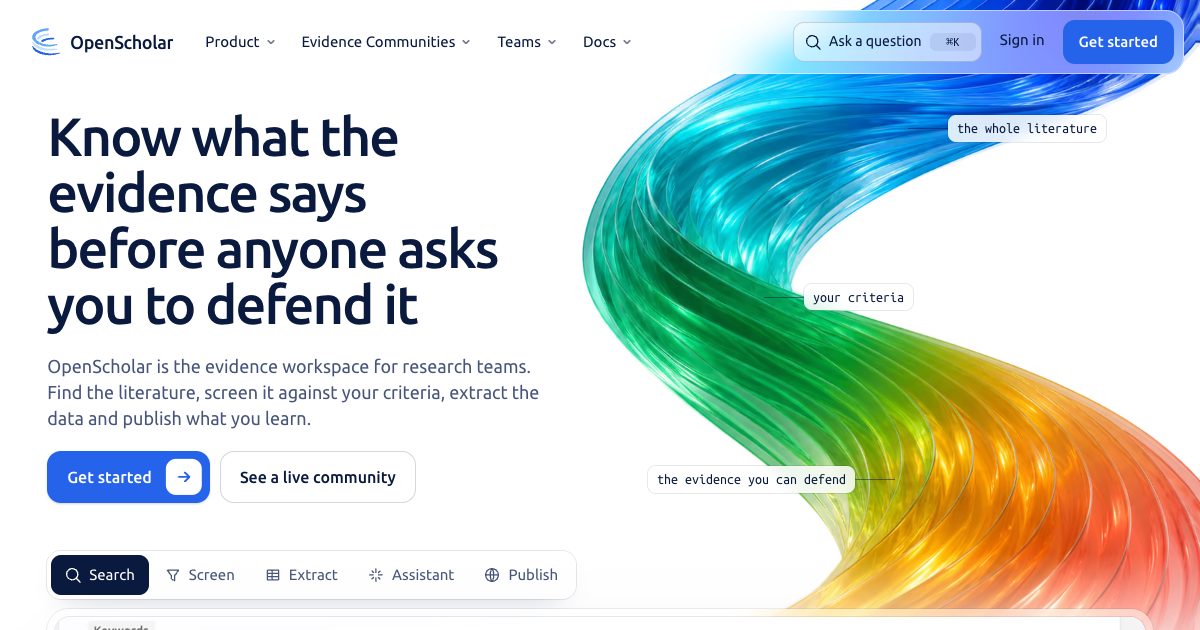 OpenScholar
Product
Evidence Communities
Teams
Docs
Ask a question
⌘K
Sign in
Get started
Know what the
evidence says
before anyone asks
you to defend it
OpenScholar is the evidence workspace for research teams.
Find the literature, screen it against your criteria, extract the
data and publish what you learn.
Get started
See a live community
the whole literature
your criteria
the evidence you can defend
Search
Screen
Extract
Assistant
Publish
Keywords